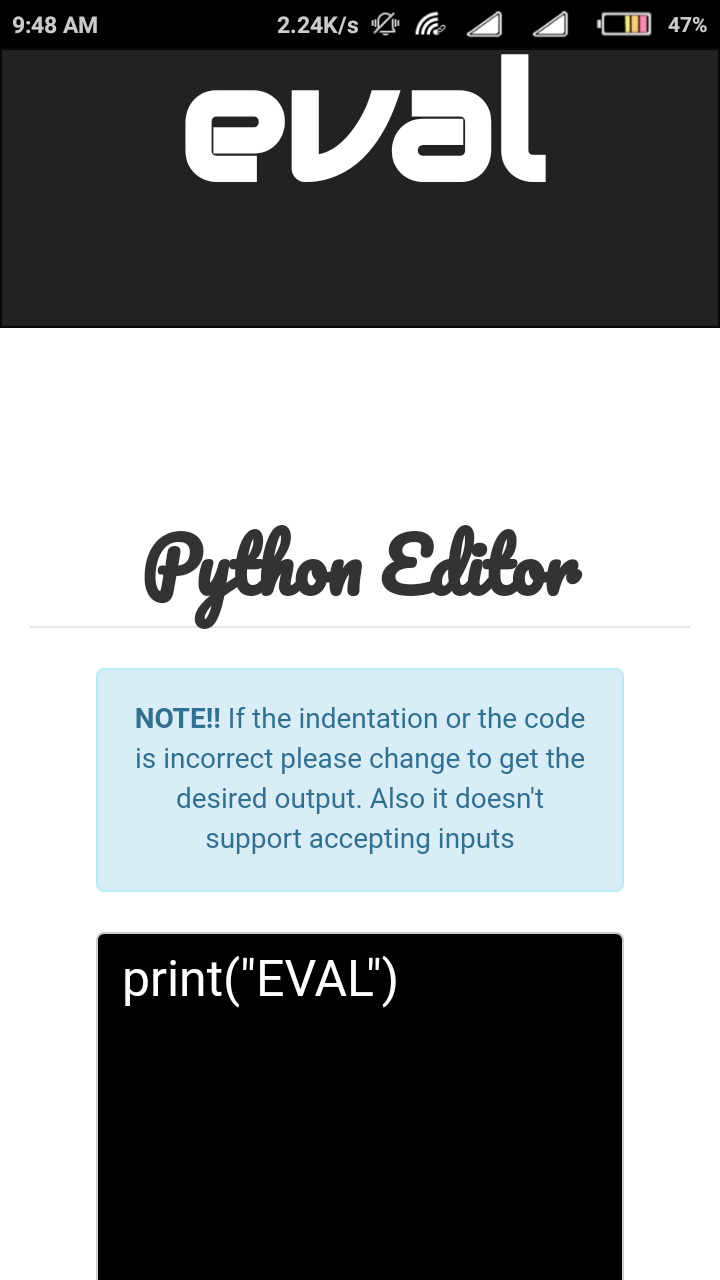 9:48 AM 2.24K/s 47%
eval
Python Editor
NOTE!! If the indentation or the code
is incorrect please change to get the
desired output. Also it doesn't
support accepting inputs
print("EVAL")